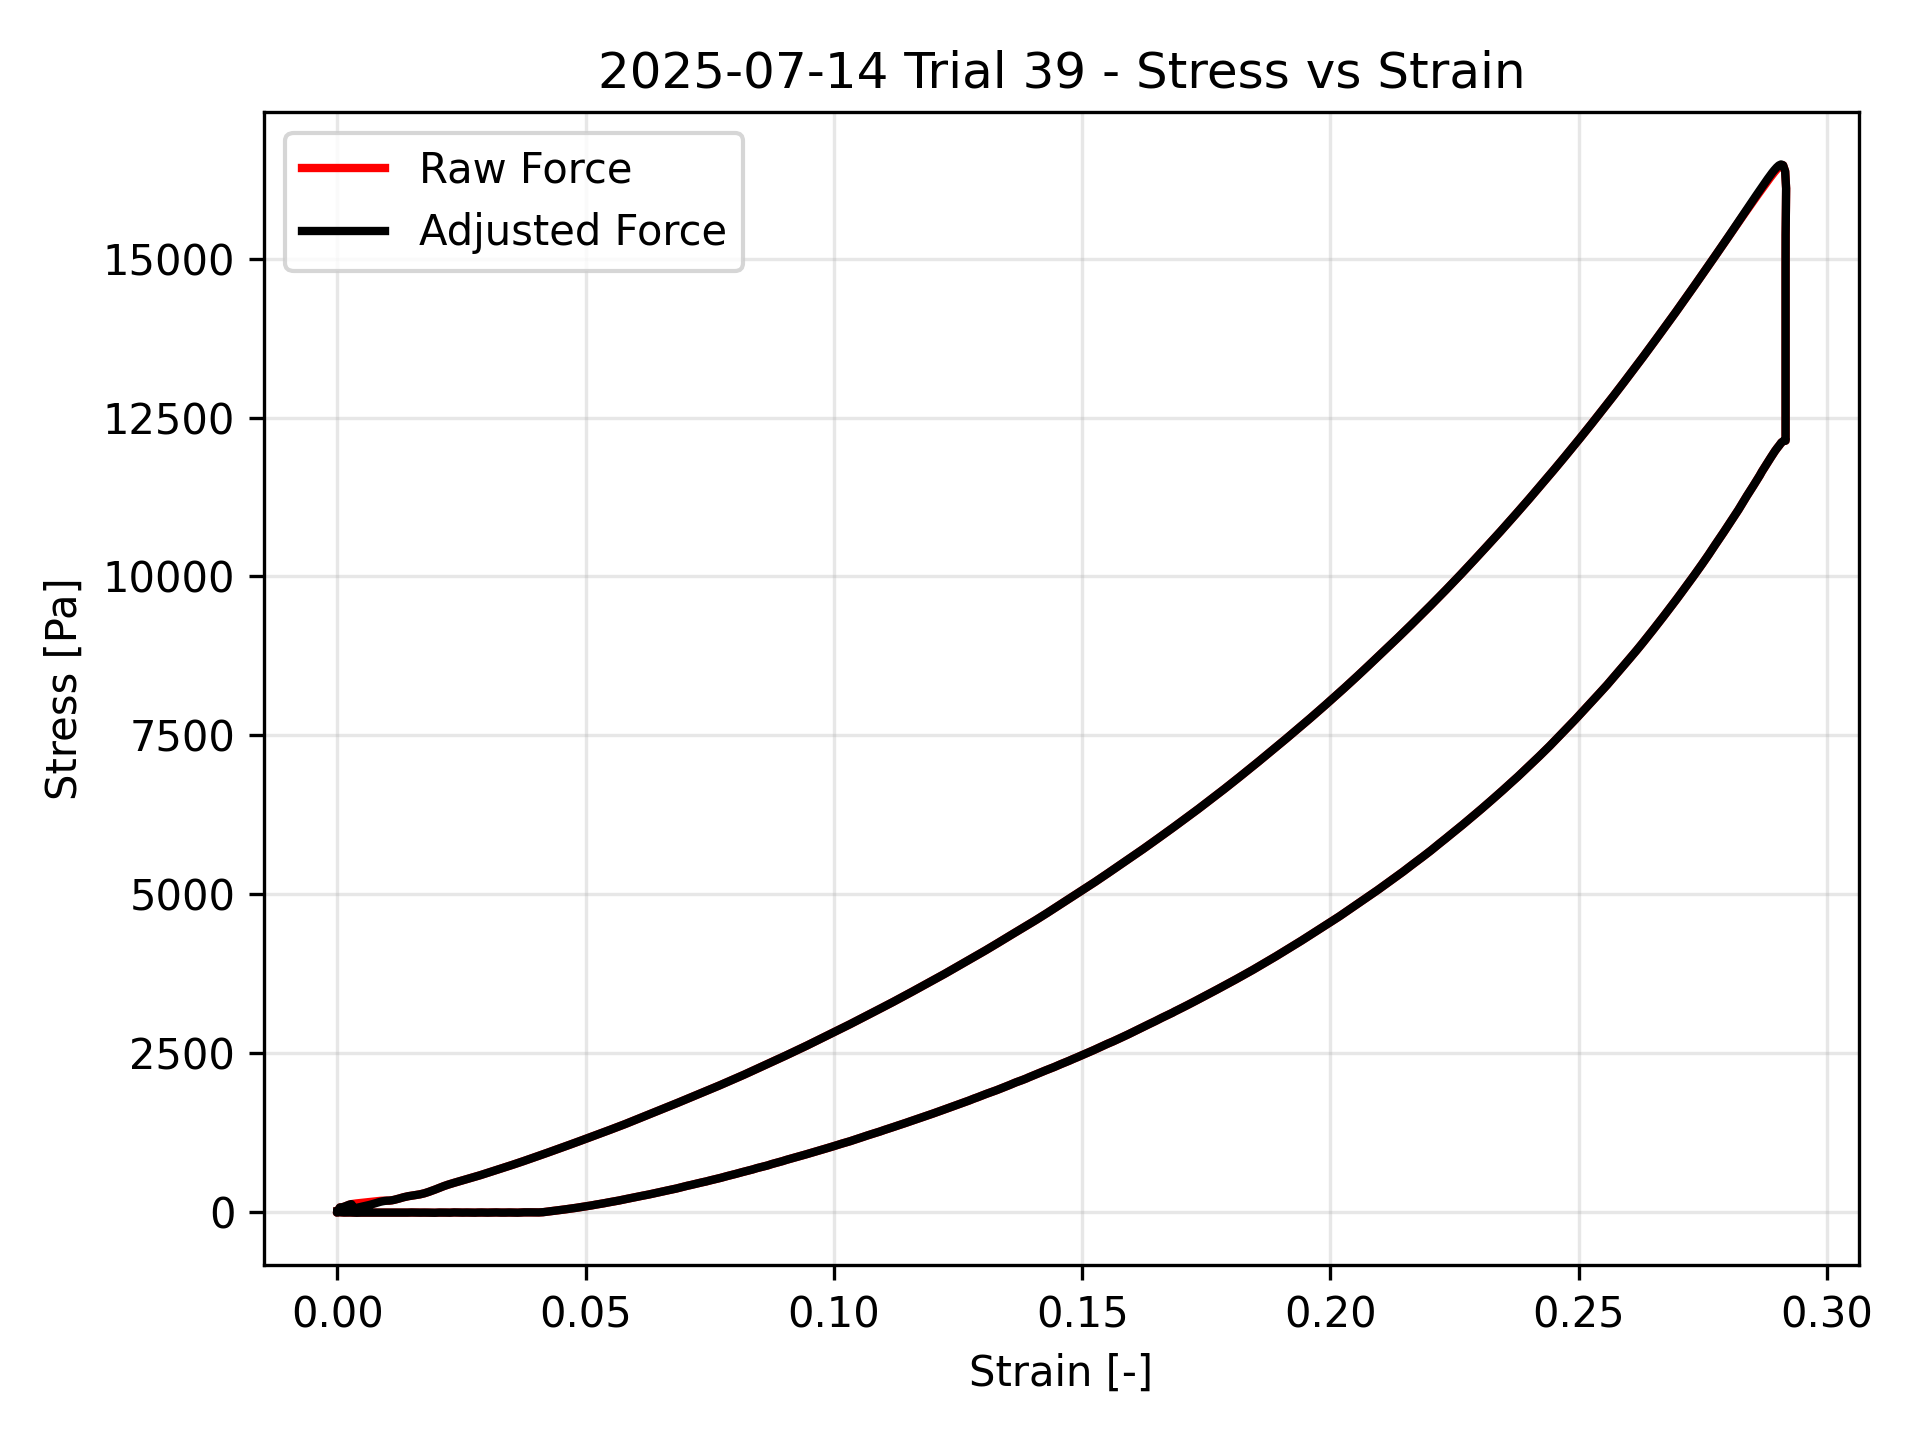 2025-07-14 Trial 39 - Stress vs Strain
Raw Force
Adjusted Force
15000
12500
10000
7500
5000
2500
0
Stress [Pa]
0.00 0.05 0.10 0.15 0.20 0.25 0.30
Strain [-]